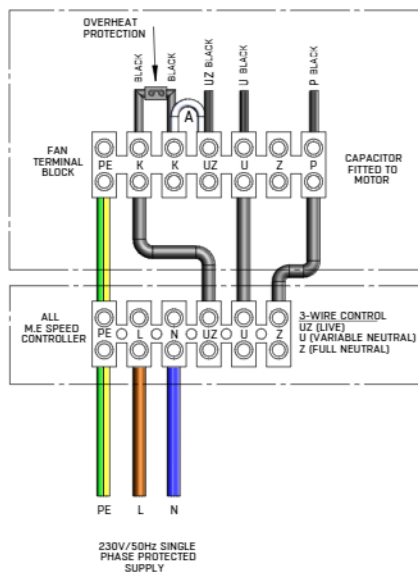 OVERHEAT
PROTECTION
BLACK
BLACK
UZ BLACK
U BLACK
P BLACK
A
FAN
TERMINAL
BLOCK
PE K K UZ U Z P
CAPACITOR
FITTED TO
MOTOR
ALL
M.E SPEED
CONTROLLER
PE L N UZ U Z
3-WIRE CONTROL
UZ (LIVE)
U (VARIABLE NEUTRAL)
Z (FULL NEUTRAL)
PE L N
230V/50Hz SINGLE
PHASE PROTECTED
SUPPLY